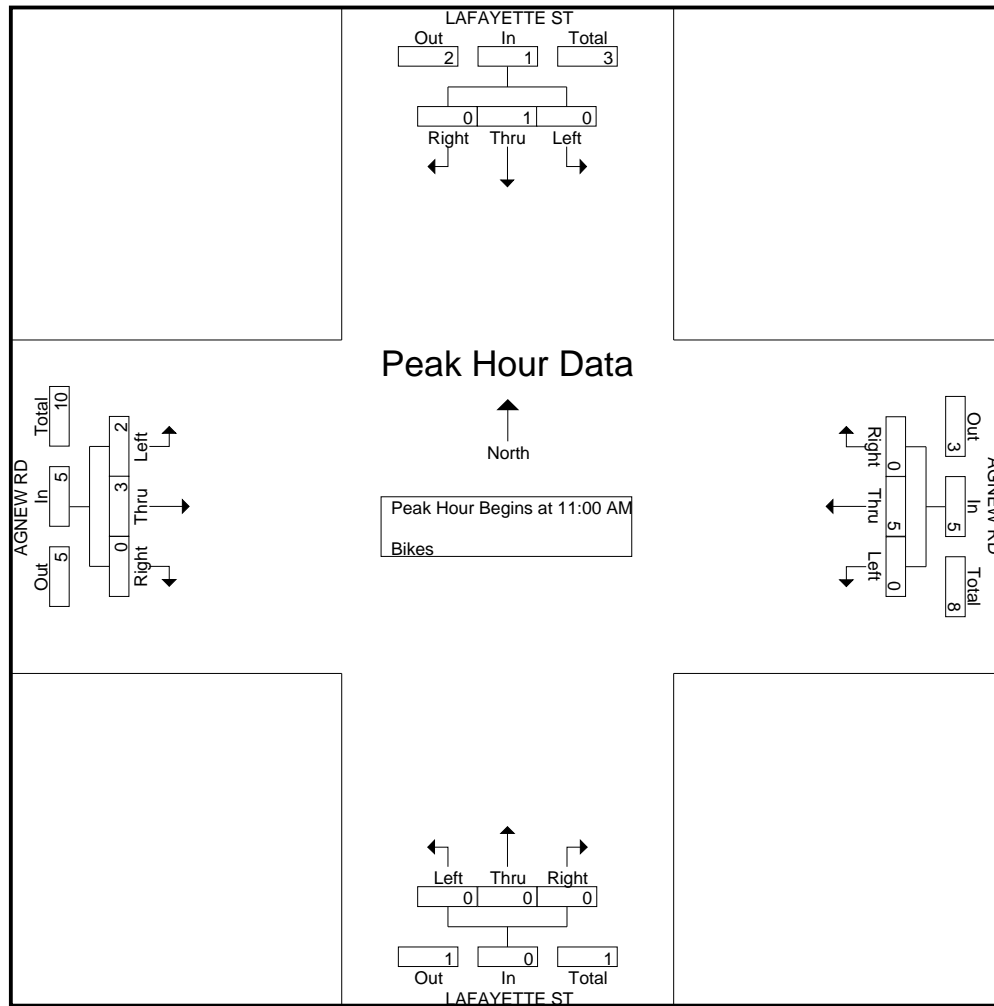 LAFAYETTE ST
Out In Total
2 1 3
0 1 0
Right Thru Left
Peak Hour Data
North
Peak Hour Begins at 11:00 AM
Bikes
AGNEW RD
Total In Out
10 5 5
2 3 0
Left Thru Right
AGNEW RD
Out In Total
3 5 8
0 5 0
Right Thru Left
Left Thru Right
0 0 0
1 0 1
Out In Total
LAFAYETTE ST